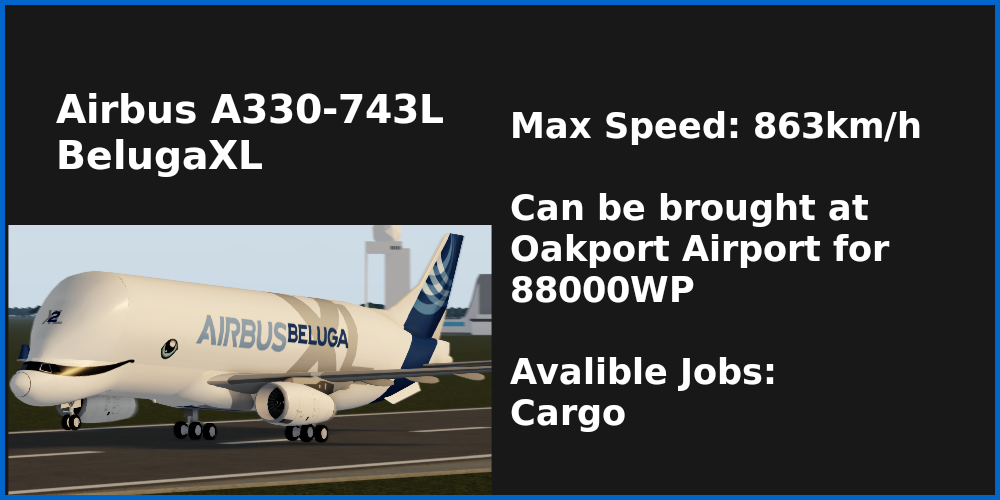 Airbus A330-743L
BelugaXL
Max Speed: 863km/h
Can be brought at
Oakport Airport for
88000WP
Avalible Jobs:
Cargo
AIRBUS BELUGA
XL